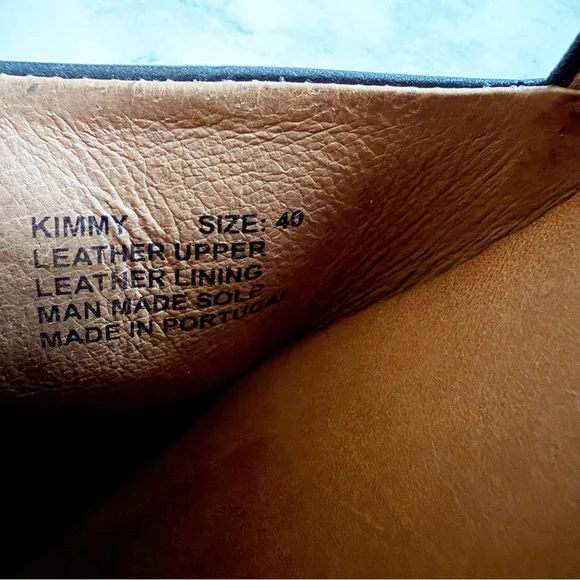 KIMMY SIZE: 40
LEATHER UPPER
LEATHER LINING
MAN MADE SOLE
MADE IN PORTUGAL